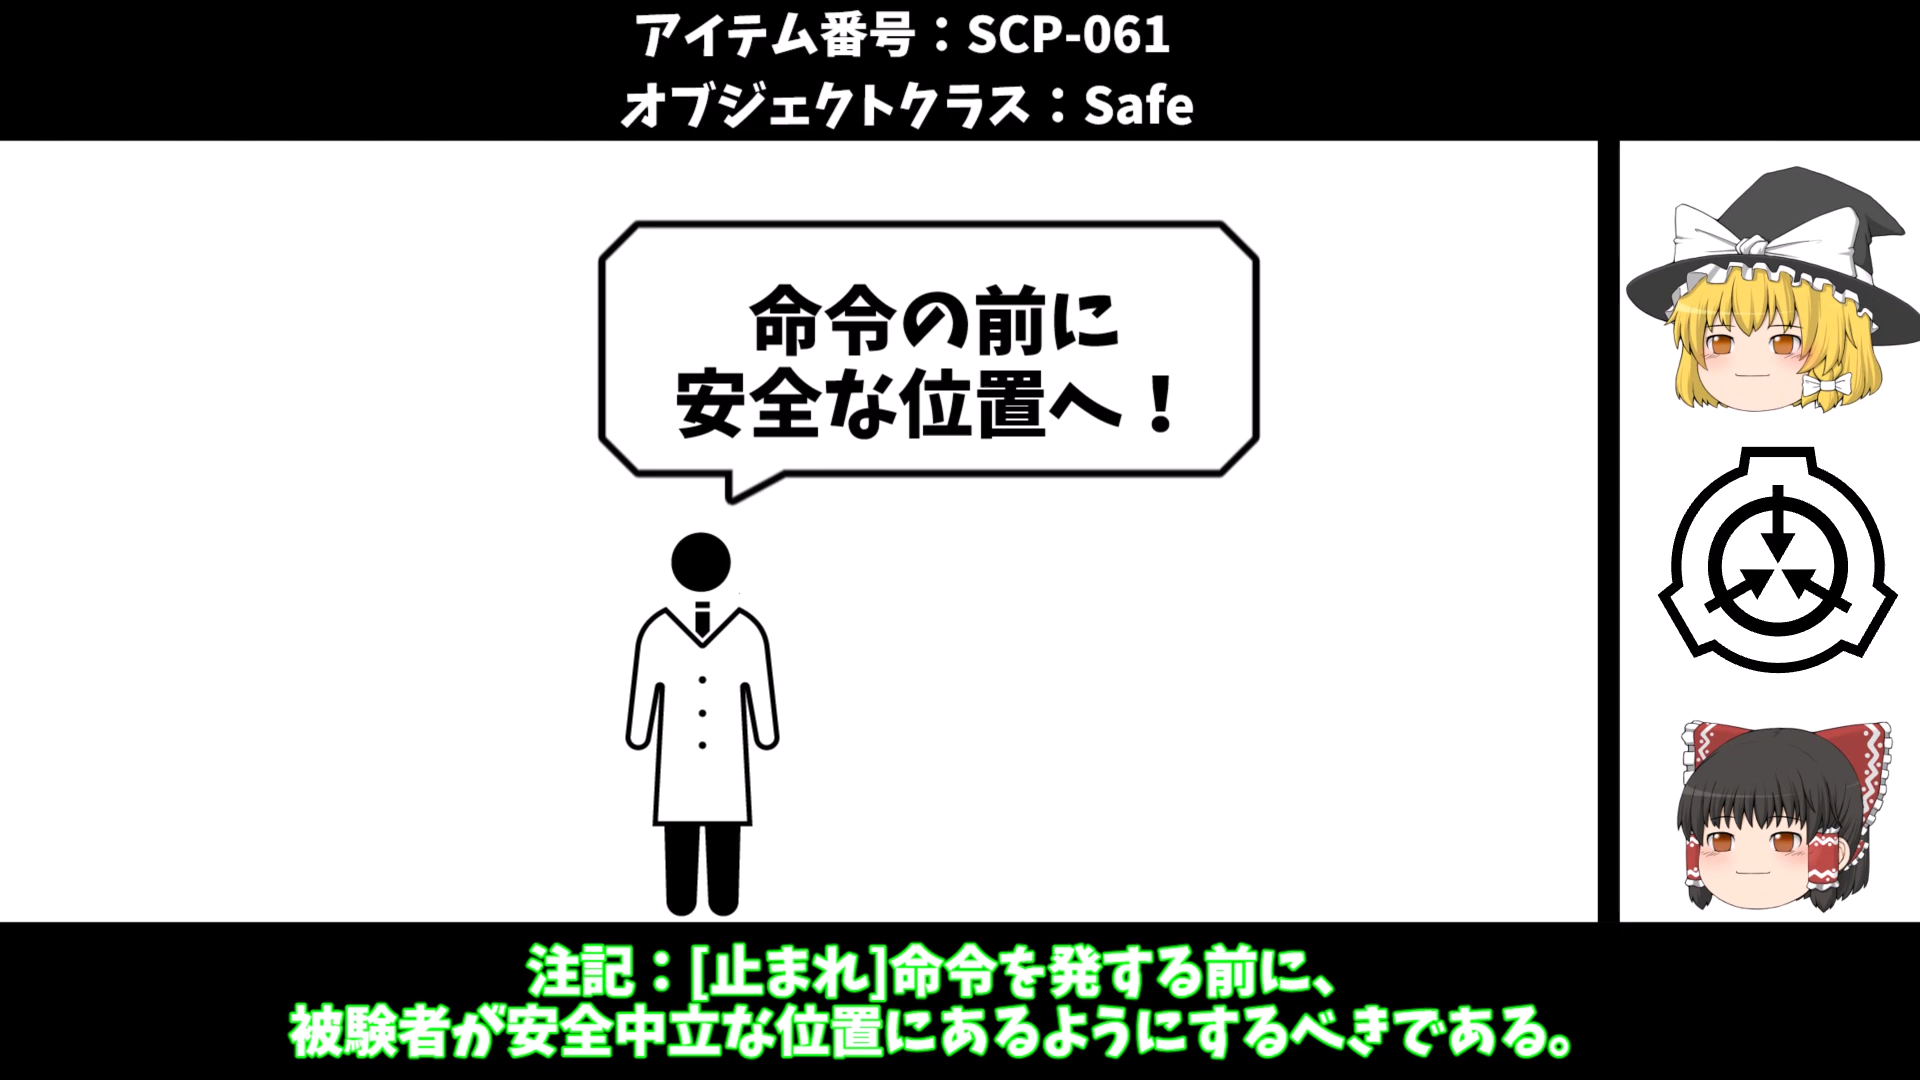 アイテム番号：SCP-061
オブジェクトクラス：Safe
命令の前に
安全な位置へ！
注記：[止まれ]命令を発する前に、
被験者が安全中立な位置にあるようにするべきである。